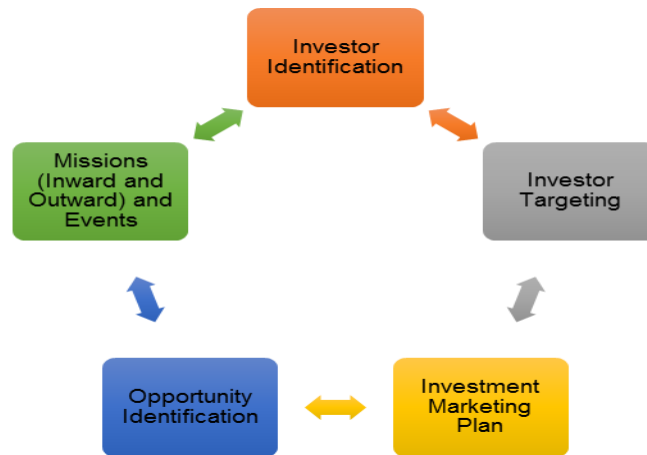 Investor
Identification
Investor
Targeting
Investment
Marketing
Plan
Opportunity
Identification
Missions
(Inward and
Outward) and
Events